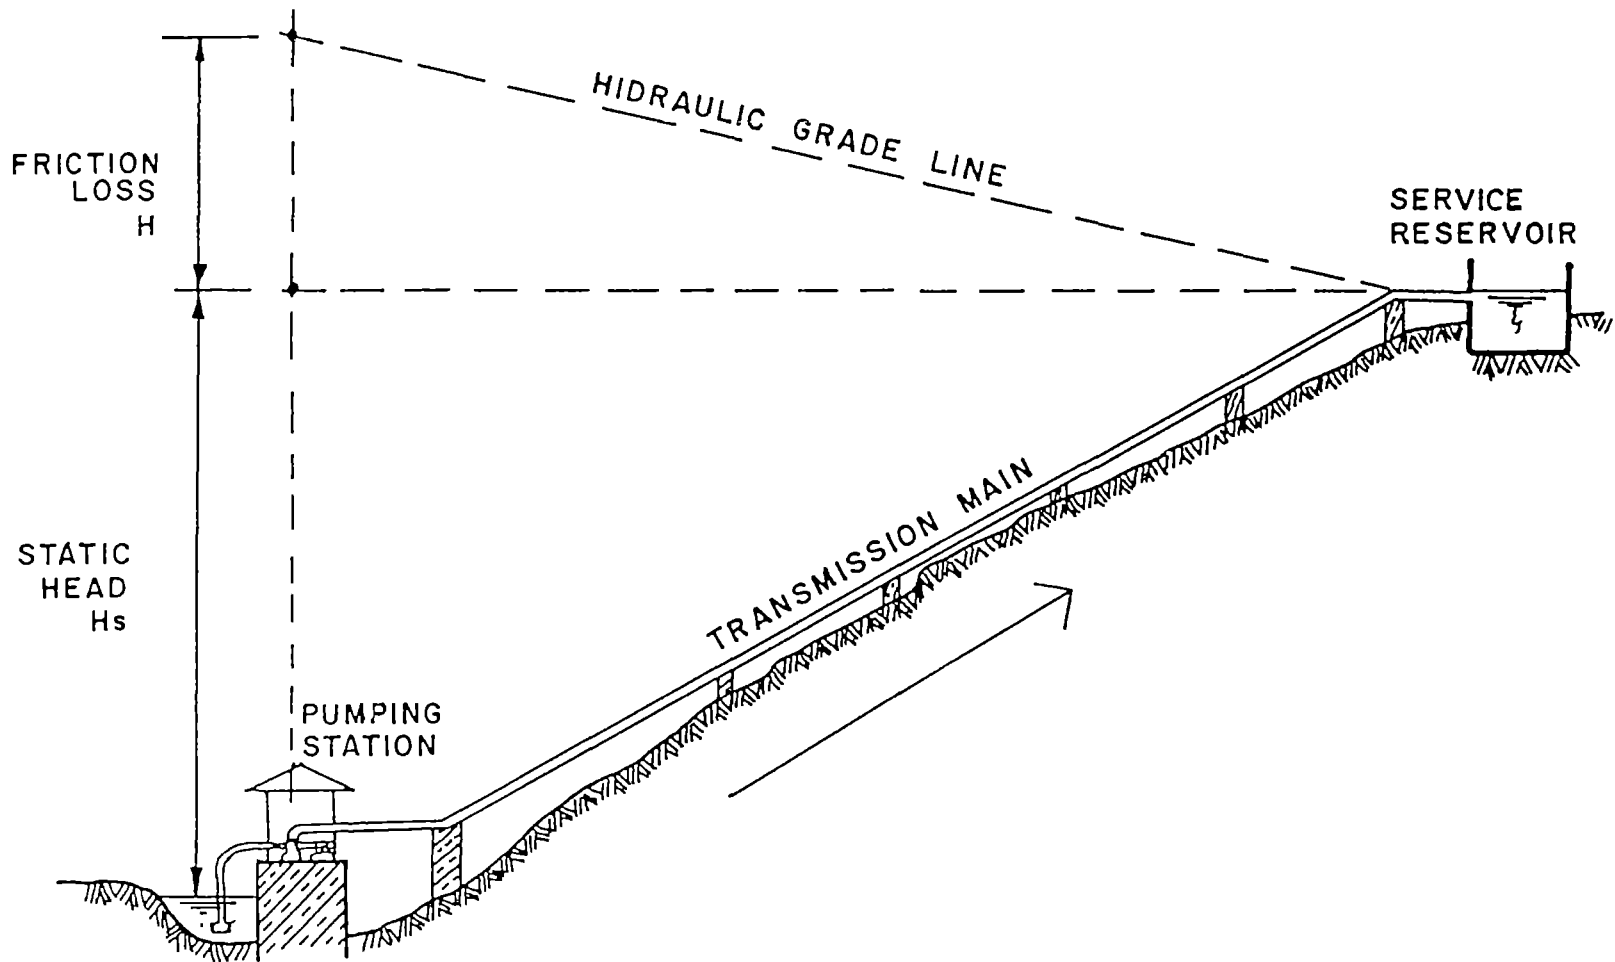 HIDRAULIC GRADE LINE
FRICTION
LOSS
H
SERVICE
RESERVOIR
TRANSMISSION MAIN
STATIC
HEAD
Hs
PUMPING
STATION